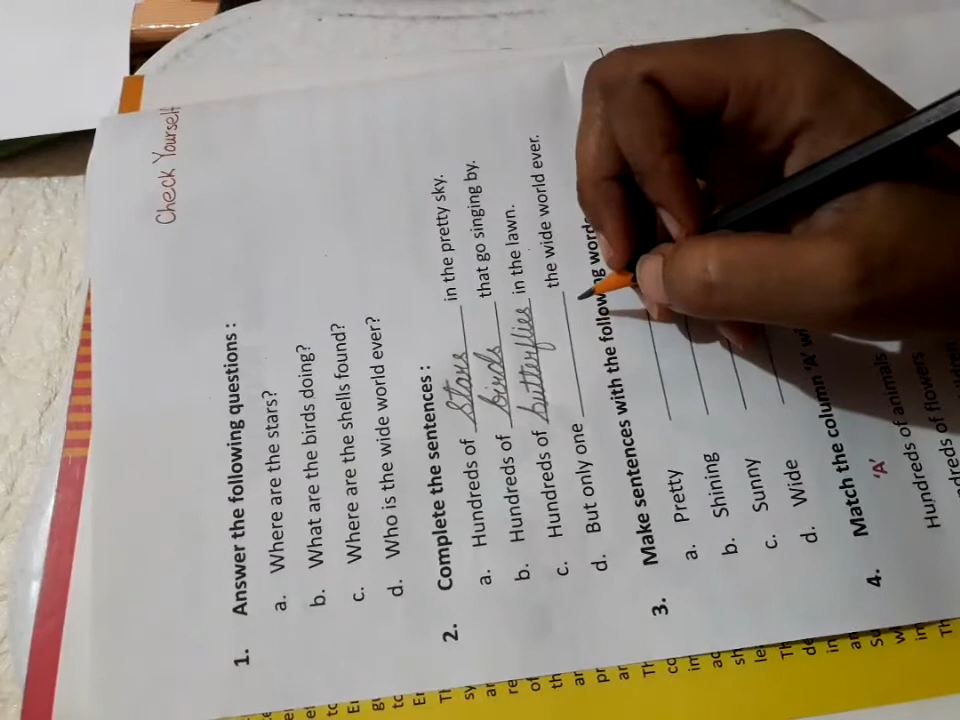 Check Yourself
1. Answer the following questions :
a. Where are the stars?
b. What are the birds doing?
c. Where are the shells found?
d. Who is the wide world ever?
2. Complete the sentences :
a. Hundreds of Stars in the pretty sky.
b. Hundreds of birds that go singing by.
c. Hundreds of butterflies in the lawn.
d. But only one ______ the wide world ever.
3. Make sentences with the following
a. Pretty
b. Shining
c. Sunny
d. Wide
4. Match the column 'A'
'A'
Hundreds of animals
Hundreds of flowers